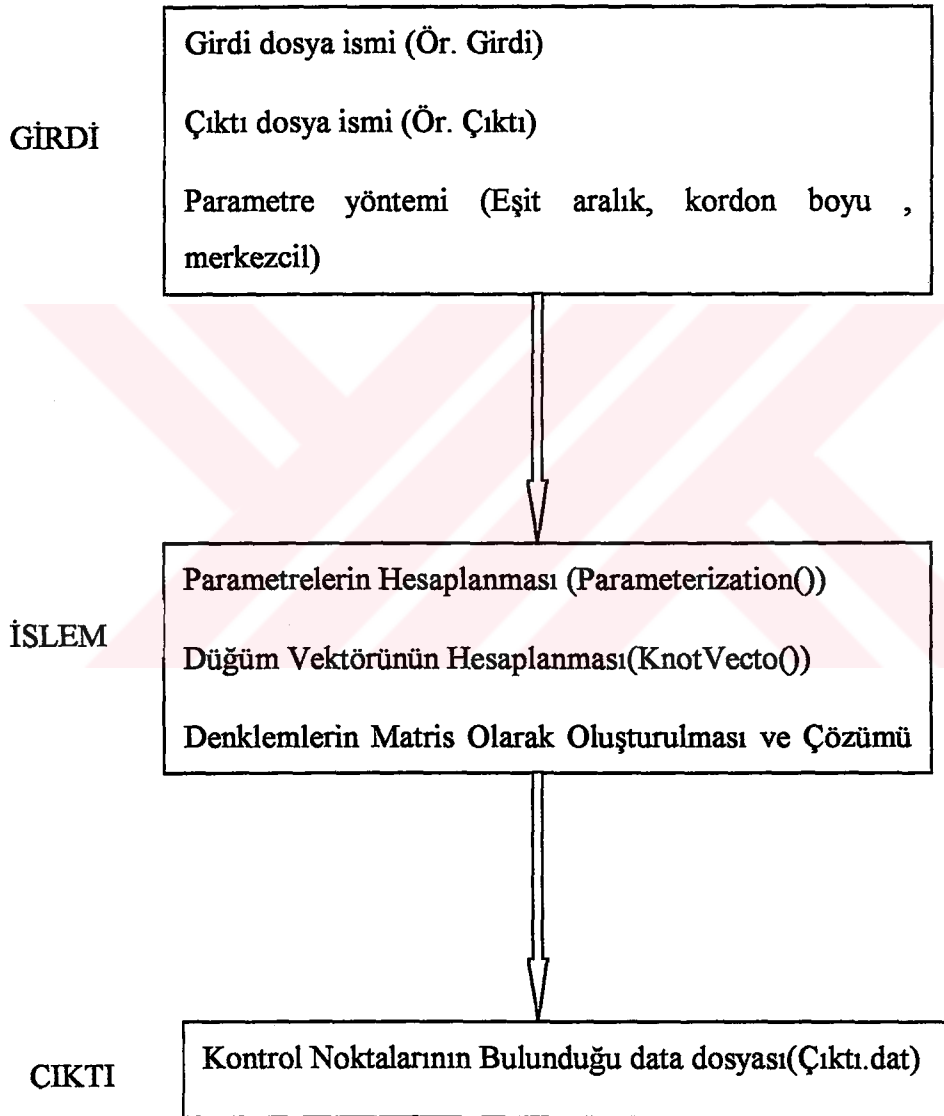 Girdi dosya ismi (Ör. Girdi)
GİRDİ
Çıktı dosya ismi (Ör. Çıktı)
Parametre yöntemi (Eşit aralık, kordon boyu ,
merkezcil)
Parametrelerin Hesaplanması (Parameterization())
İSLEM
Düğüm Vektörünün Hesaplanması(KnotVecto())
Denklemlerin Matris Olarak Oluşturulması ve Çözümü
CIKTI
Kontrol Noktalarının Bulunduğu data dosyası(Çıktı.dat)